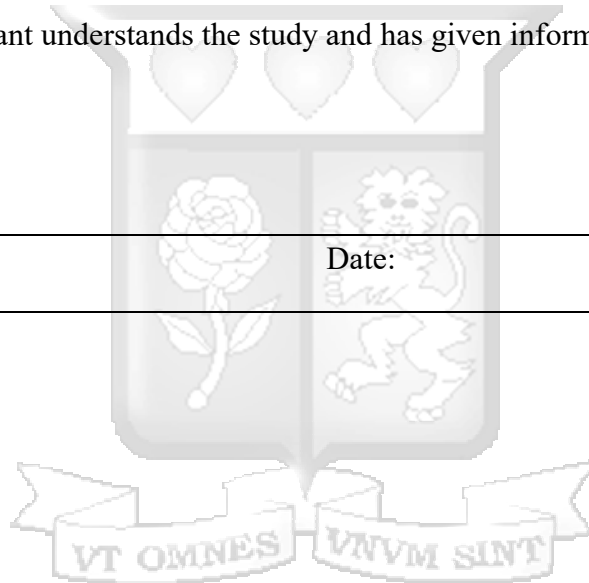 ant understands the study and has given inform
Date:
VT OMNES VNVM SINT